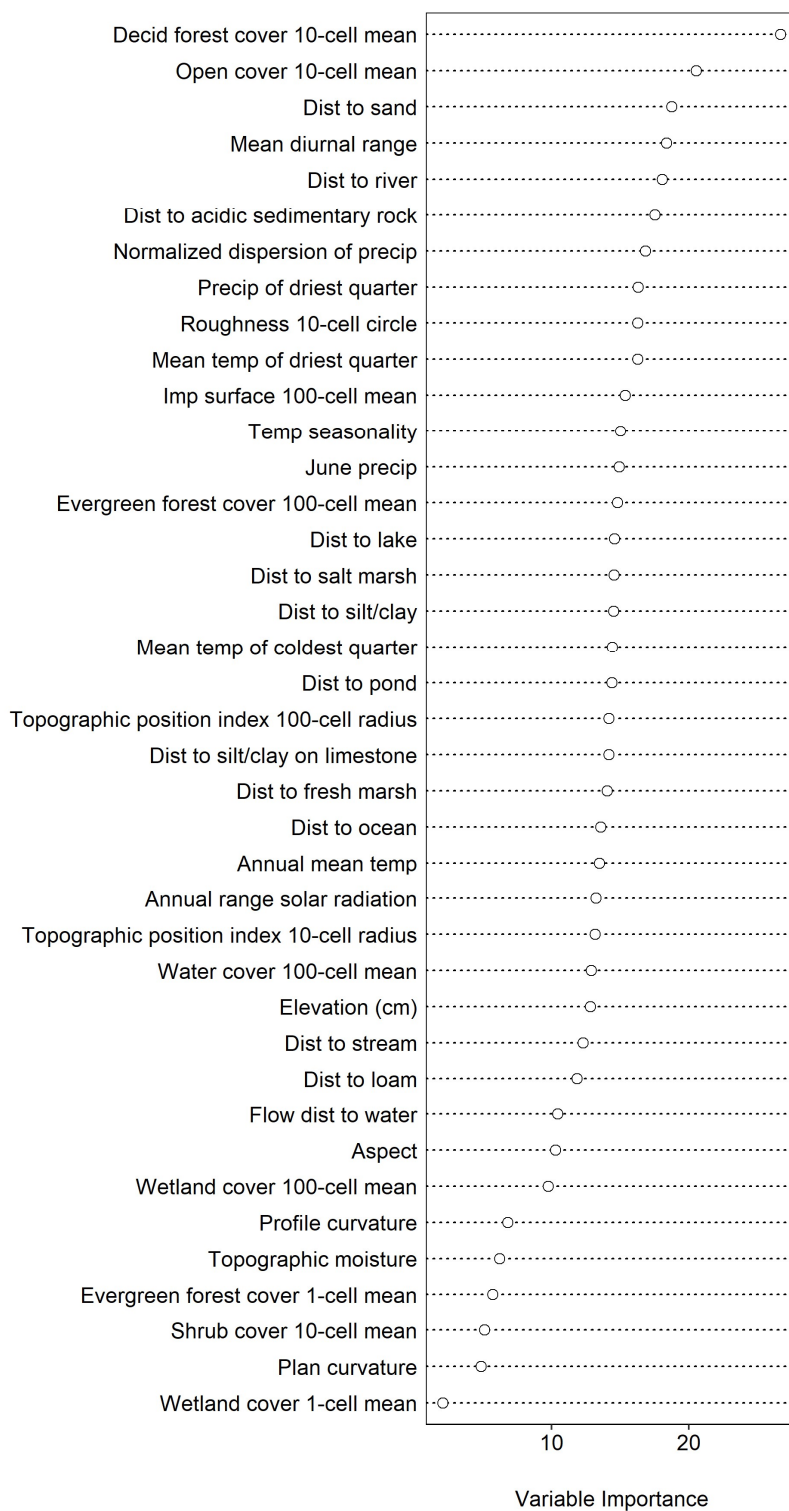 Decid forest cover 10-cell mean
Open cover 10-cell mean
Dist to sand
Mean diurnal range
Dist to river
Dist to acidic sedimentary rock
Normalized dispersion of precip
Precip of driest quarter
Roughness 10-cell circle
Mean temp of driest quarter
Imp surface 100-cell mean
Temp seasonality
June precip
Evergreen forest cover 100-cell mean
Dist to lake
Dist to salt marsh
Dist to silt/clay
Mean temp of coldest quarter
Dist to pond
Topographic position index 100-cell radius
Dist to silt/clay on limestone
Dist to fresh marsh
Dist to ocean
Annual mean temp
Annual range solar radiation
Topographic position index 10-cell radius
Water cover 100-cell mean
Elevation (cm)
Dist to stream
Dist to loam
Flow dist to water
Aspect
Wetland cover 100-cell mean
Profile curvature
Topographic moisture
Evergreen forest cover 1-cell mean
Shrub cover 10-cell mean
Plan curvature
Wetland cover 1-cell mean
10 20
Variable Importance